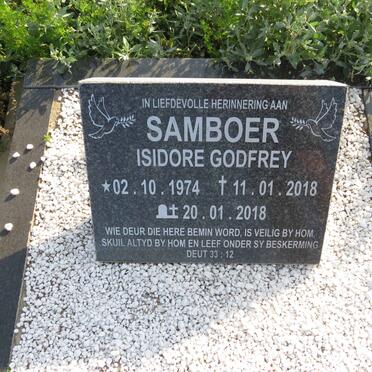 IN LIEFDEVOLLE HERINNERING AAN
SAMBOER
ISIDORE GODFREY
★02.10.1974 ✝11.01.2018
20.01.2018
WIE DEUR DIE HERE BEMIN WORD, IS VEILIG BY HOM.
SKUIL ALTYD BY HOM EN LEEF ONDER SY BESKERMING
DEUT 33:12